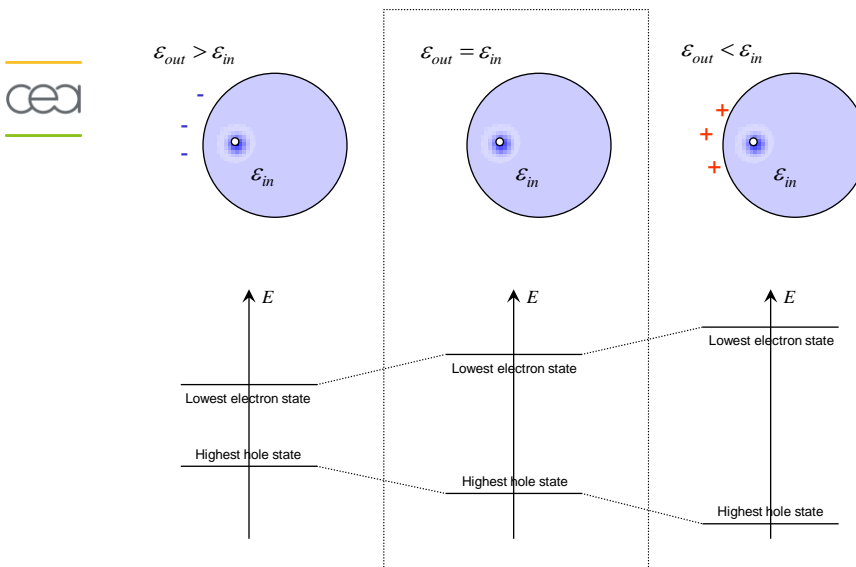 ε_out > ε_in
ε_out = ε_in
ε_out < ε_in
cea
-
-
-
ε_in
ε_in
+
+
+
ε_in
E
E
E
Lowest electron state
Lowest electron state
Lowest electron state
Highest hole state
Highest hole state
Highest hole state